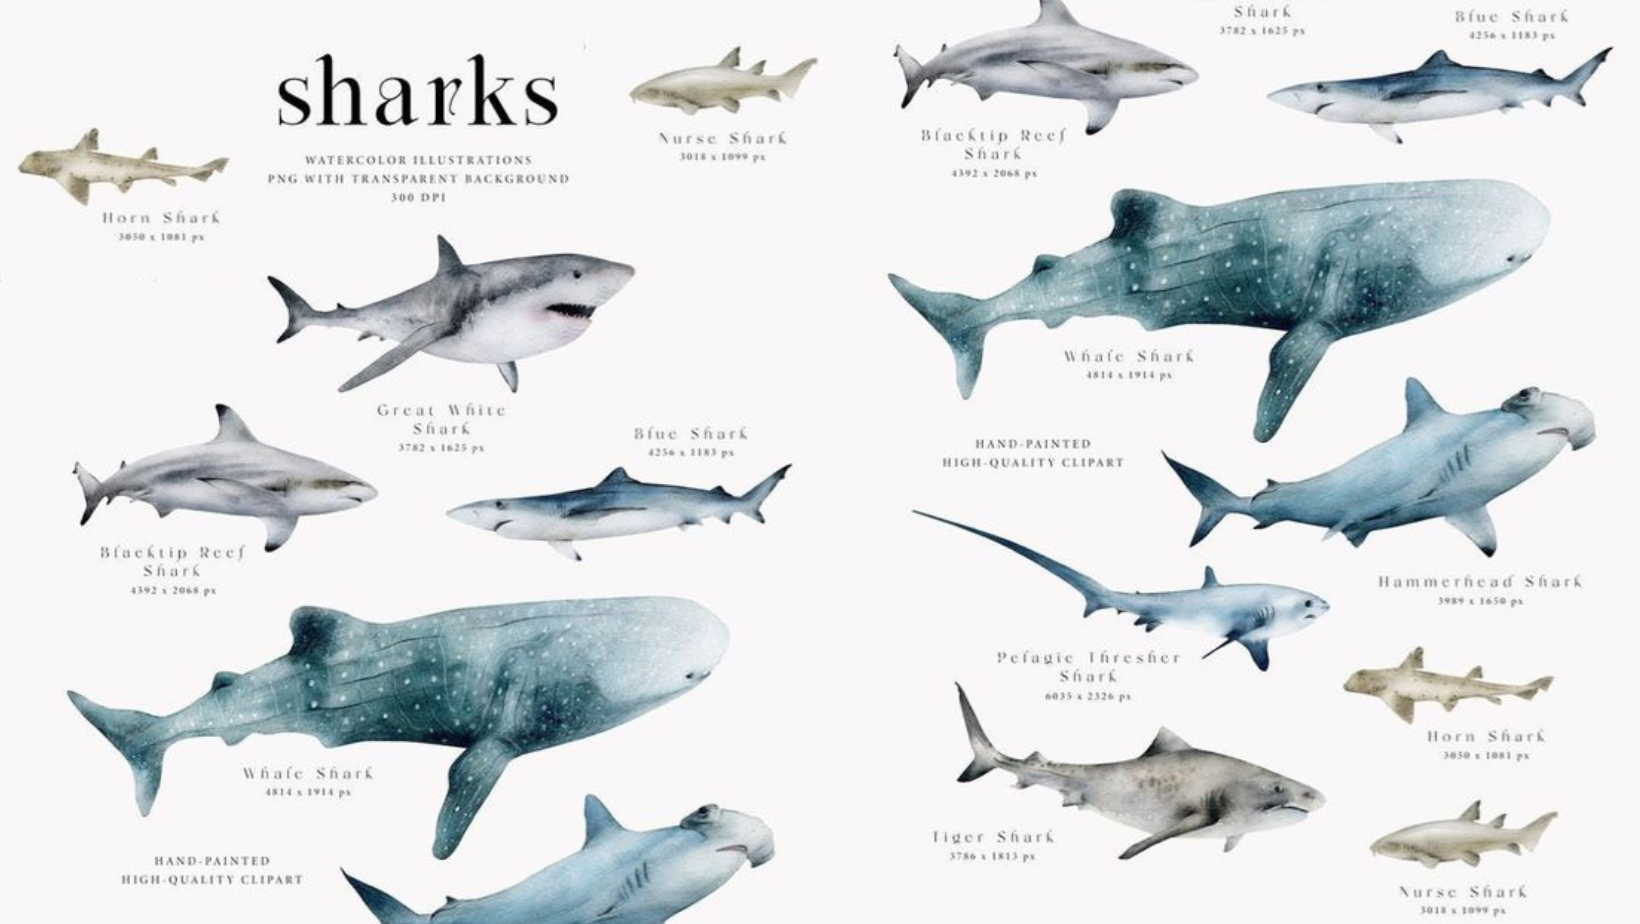 sharks
WATERCOLOR ILLUSTRATIONS
PNG WITH TRANSPARENT BACKGROUND
300 DPI
Nurse Shark
3018 x 1099 px
Horn Shark
3050 x 1081 px
Great White
Shark
3782 x 1625 px
Blue Shark
4256 x 1183 px
Blacktip Reef
Shark
4392 x 2068 px
Whale Shark
4814 x 1914 px
HAND-PAINTED
HIGH-QUALITY CLIPART
Shark
3782 x 1625 px
Blue Shark
4256 x 1183 px
Blacktip Reef
Shark
4392 x 2068 px
Whale Shark
4814 x 1914 px
HAND-PAINTED
HIGH-QUALITY CLIPART
Hammerhead Shark
3989 x 1650 px
Pelagic Thresher
Shark
6035 x 2326 px
Horn Shark
3050 x 1081 px
Tiger Shark
3786 x 1813 px
Nurse Shark
3018 x 1099 px